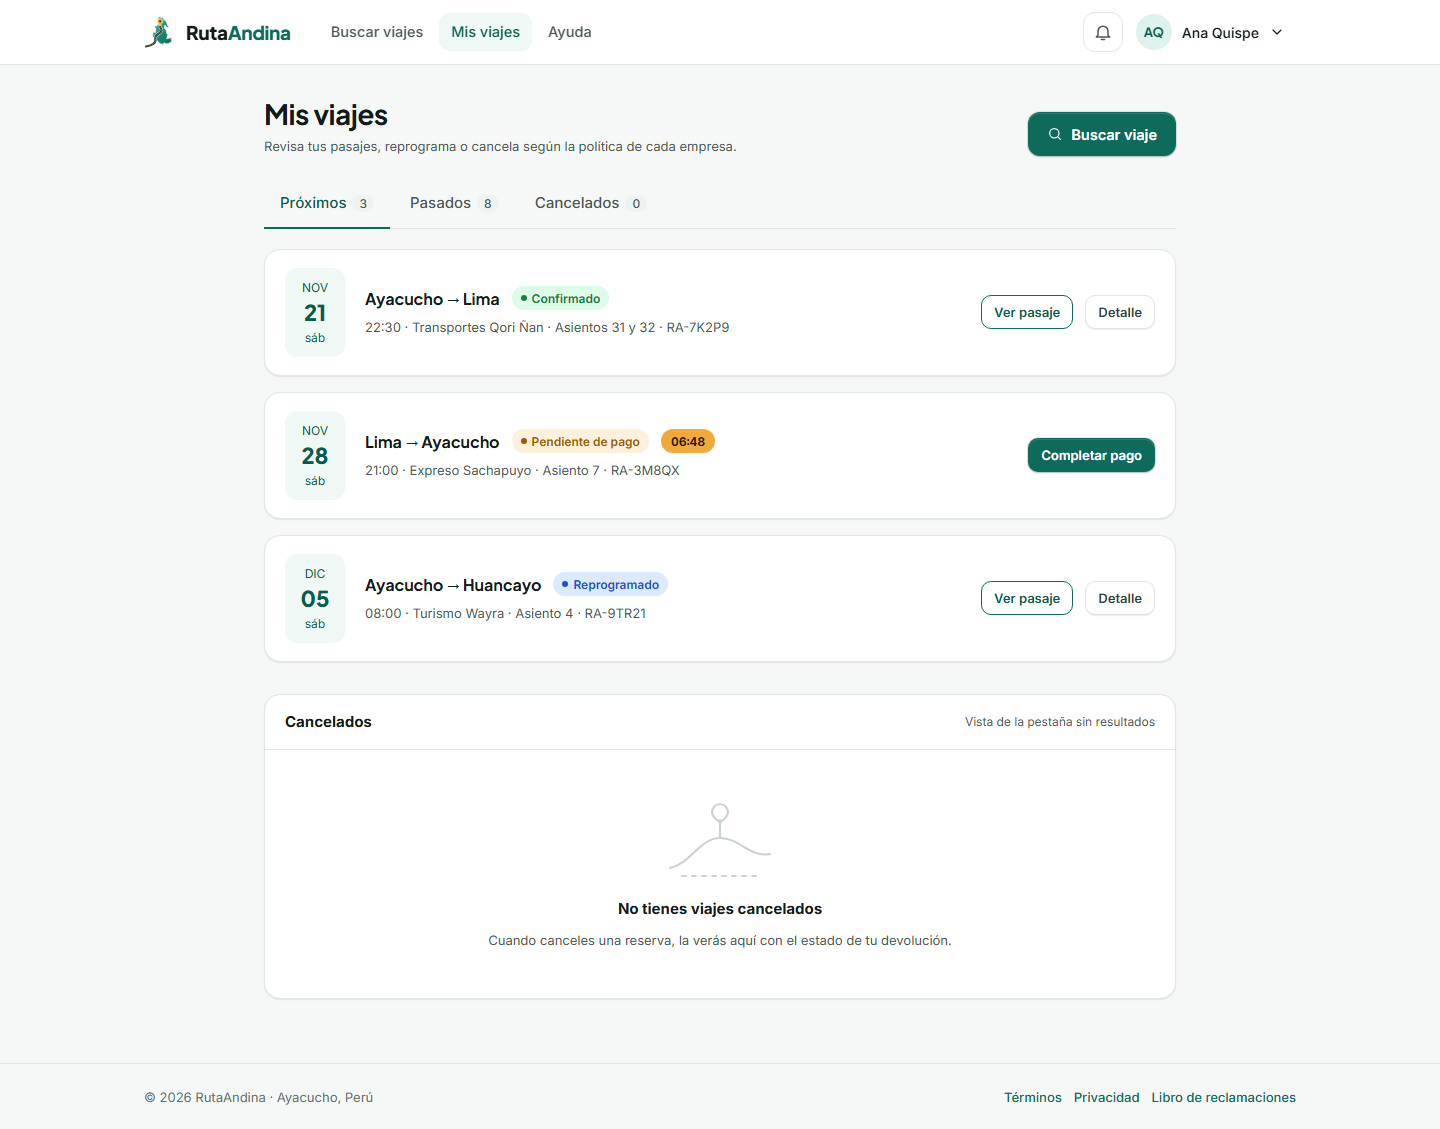 RutaAndina
Buscar viajes
Mis viajes
Ayuda
AQ
Ana Quispe
Mis viajes
Revisa tus pasajes, reprograma o cancela según la política de cada empresa.
Buscar viaje
Próximos 3
Pasados 8
Cancelados 0
NOV
21
sáb
Ayacucho → Lima
Confirmado
22:30 · Transportes Qori Ñan · Asientos 31 y 32 · RA-7K2P9
Ver pasaje
Detalle
NOV
28
sáb
Lima → Ayacucho
Pendiente de pago
06:48
21:00 · Expreso Sachapuyo · Asiento 7 · RA-3M8QX
Completar pago
DIC
05
sáb
Ayacucho → Huancayo
Reprogramado
08:00 · Turismo Wayra · Asiento 4 · RA-9TR21
Ver pasaje
Detalle
Cancelados
Vista de la pestaña sin resultados
No tienes viajes cancelados
Cuando canceles una reserva, la verás aquí con el estado de tu devolución.
© 2026 RutaAndina · Ayacucho, Perú
Términos
Privacidad
Libro de reclamaciones